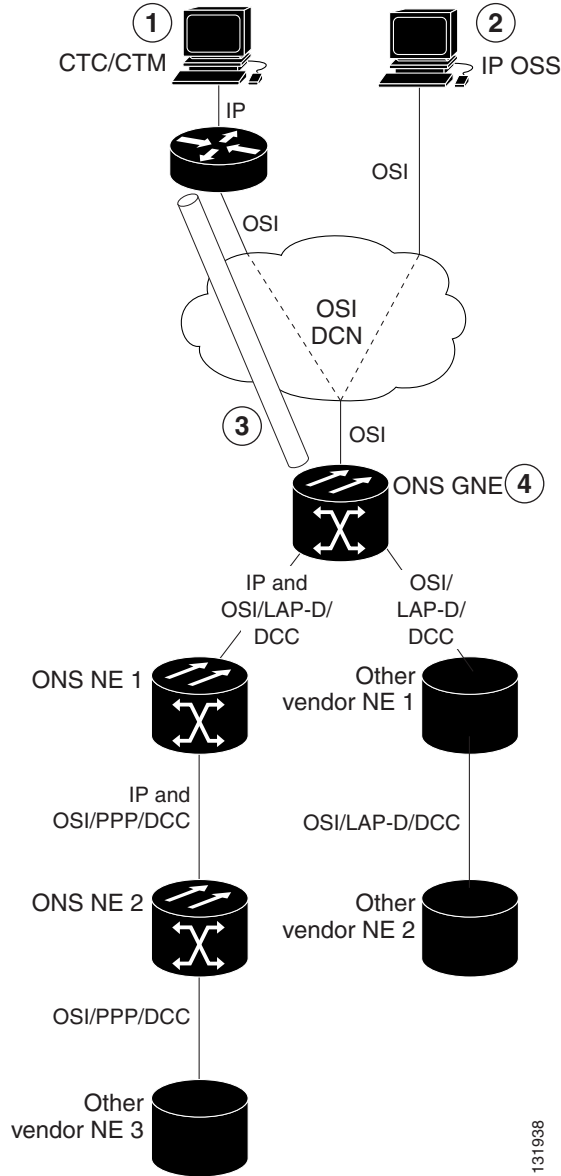 1
2
CTC/CTM
IP OSS
IP
OSI
OSI
OSI
DCN
3
OSI
ONS GNE
4
IP and
OSI/LAP-D/
DCC
OSI/
LAP-D/
DCC
ONS NE 1
Other
vendor NE 1
IP and
OSI/PPP/DCC
OSI/LAP-D/DCC
ONS NE 2
Other
vendor NE 2
OSI/PPP/DCC
Other
vendor NE 3
131938